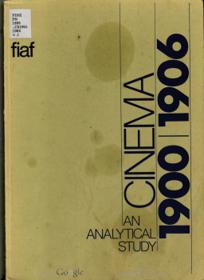 fiaf
CINEMA
1900|1906
AN
ANALYTICAL
STUDY
Google